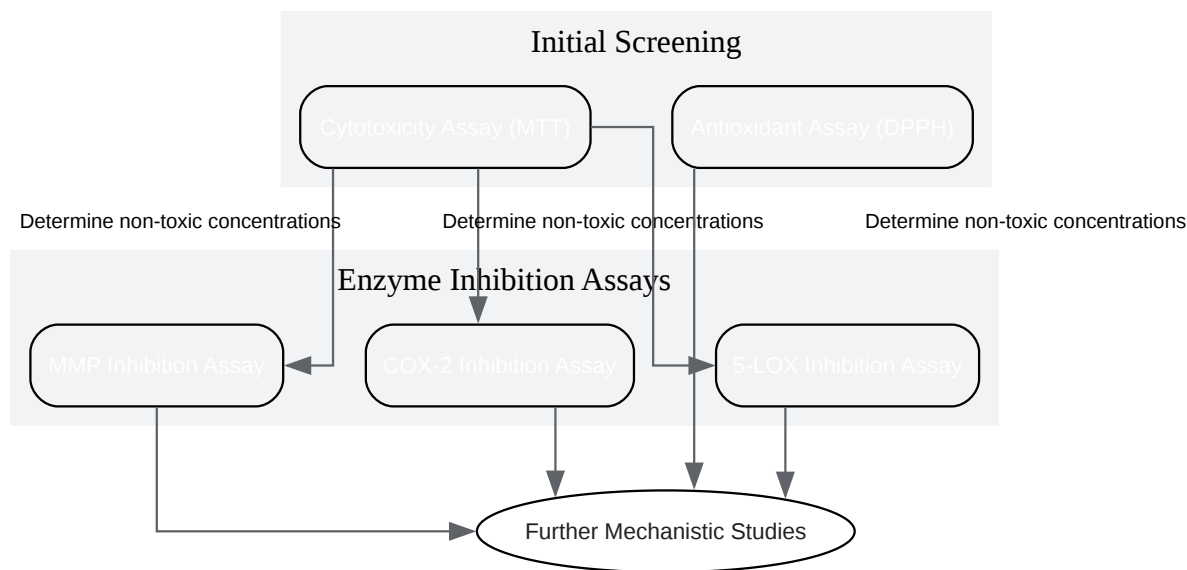 Initial Screening
Cytotoxicity Assay (MTT)
Antioxidant Assay (DPPH)
Determine non-toxic concentrations
Determine non-toxic concentrations
Determine non-toxic concentrations
Enzyme Inhibition Assays
MMP Inhibition Assay
COX-2 Inhibition Assay
5-LOX Inhibition Assay
Further Mechanistic Studies